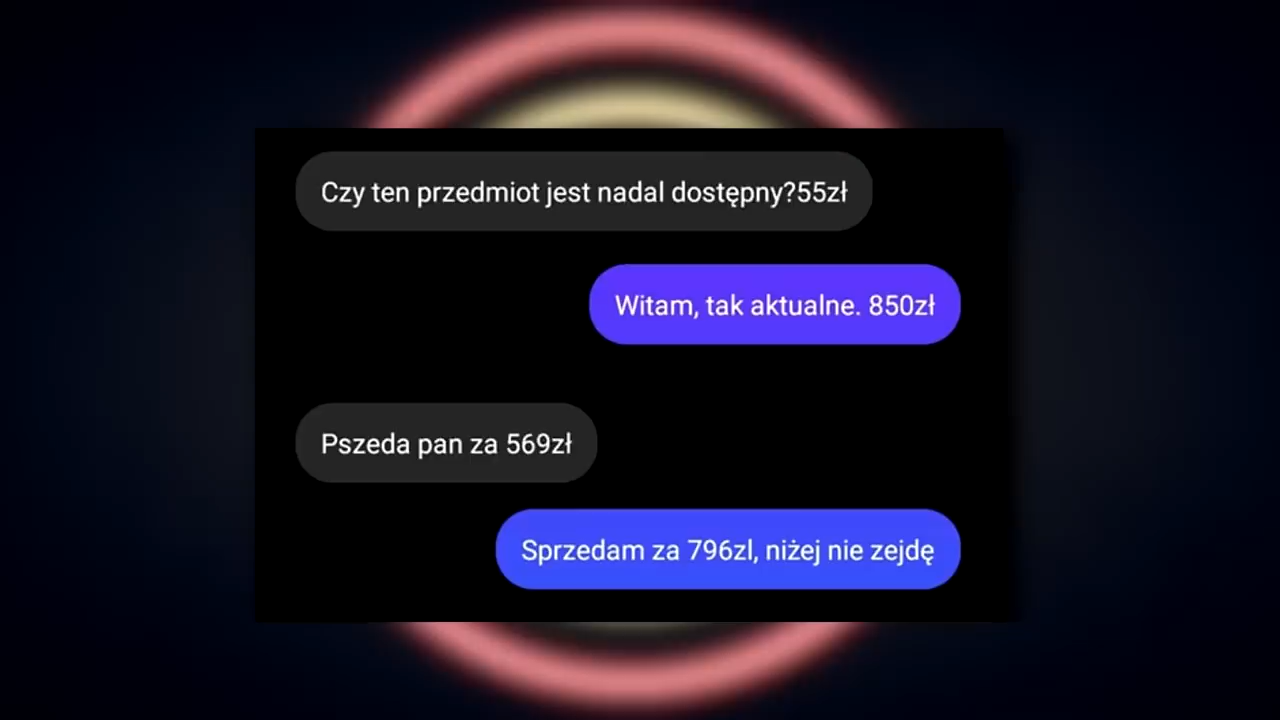 Czy ten przedmiot jest nadal dostępny?55zł
Witam, tak aktualne. 850zł
Pszeda pan za 569zł
Sprzedam za 796zl, niżej nie zejdę